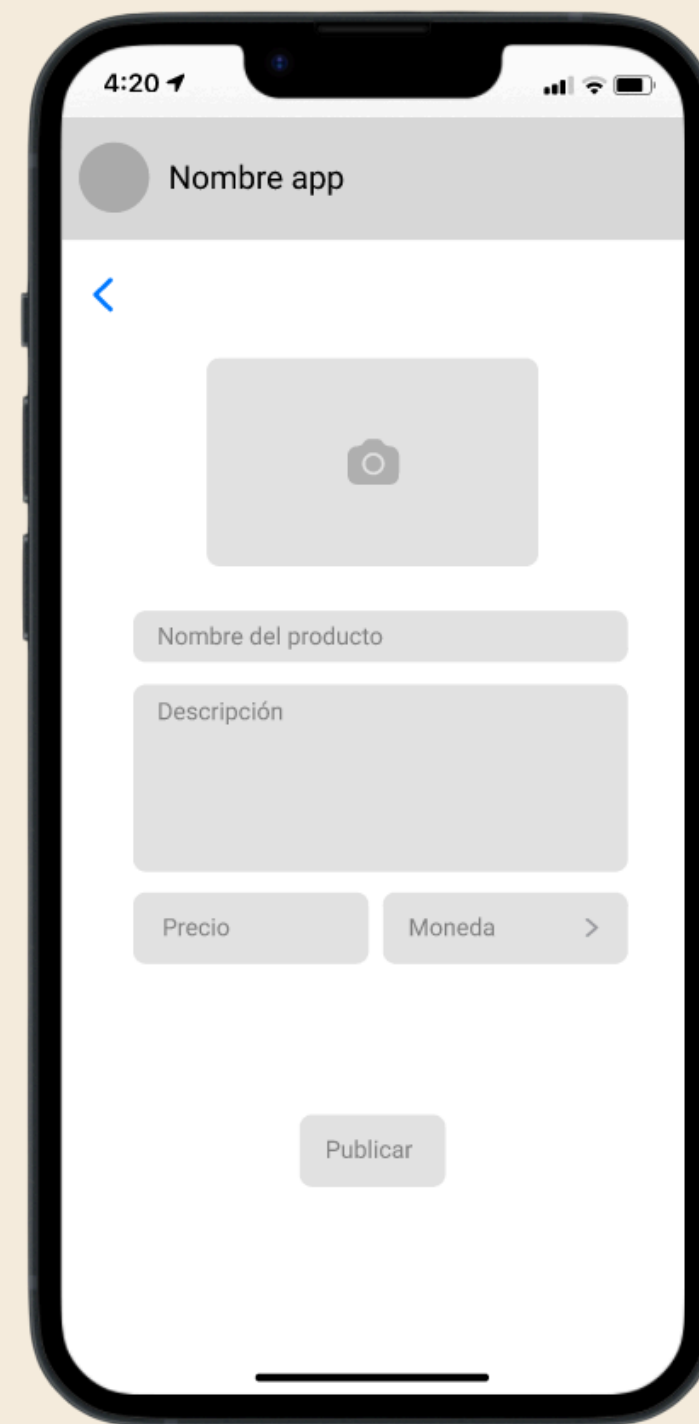 4:20
Nombre app
Nombre del producto
Descripción
Precio
Moneda
Publicar